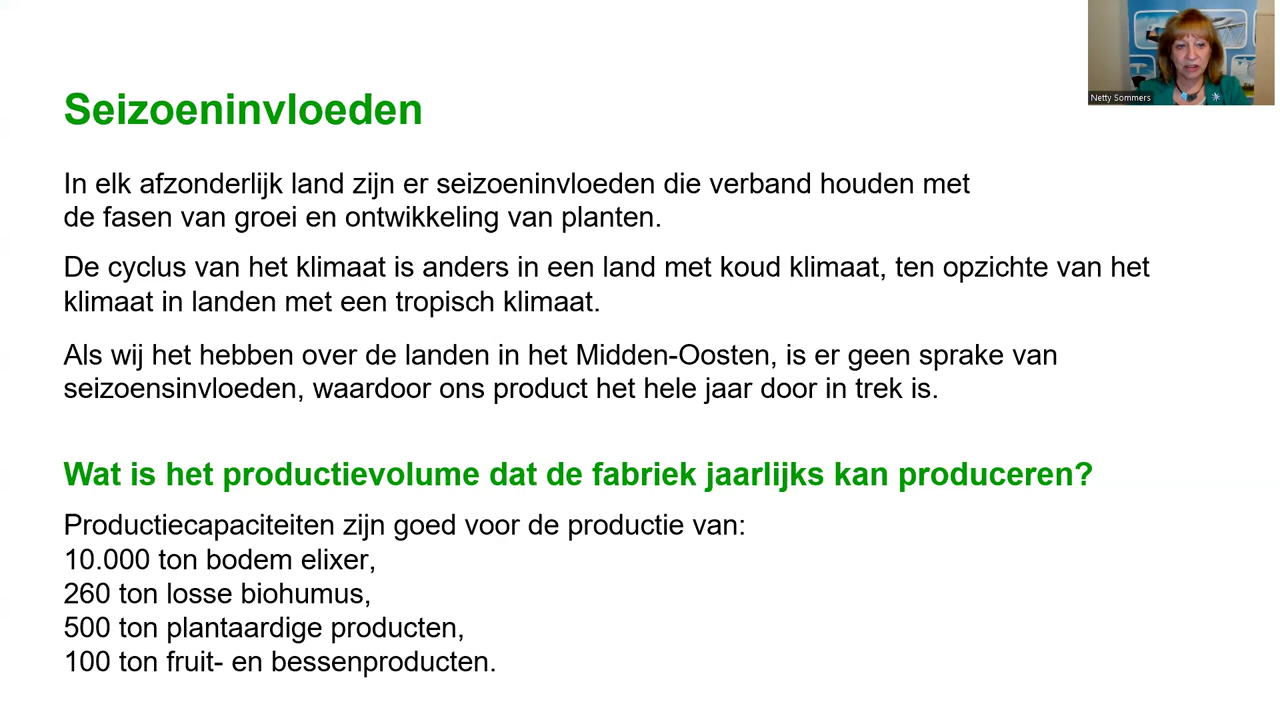 Netty Sommers
Seizoeninvloeden
In elk afzonderlijk land zijn er seizoeninvloeden die verband houden met
de fasen van groei en ontwikkeling van planten.
De cyclus van het klimaat is anders in een land met koud klimaat, ten opzichte van het
klimaat in landen met een tropisch klimaat.
Als wij het hebben over de landen in het Midden-Oosten, is er geen sprake van
seizoensinvloeden, waardoor ons product het hele jaar door in trek is.
Wat is het productievolume dat de fabriek jaarlijks kan produceren?
Productiecapaciteiten zijn goed voor de productie van:
10.000 ton bodem elixer,
260 ton losse biohumus,
500 ton plantaardige producten,
100 ton fruit- en bessenproducten.